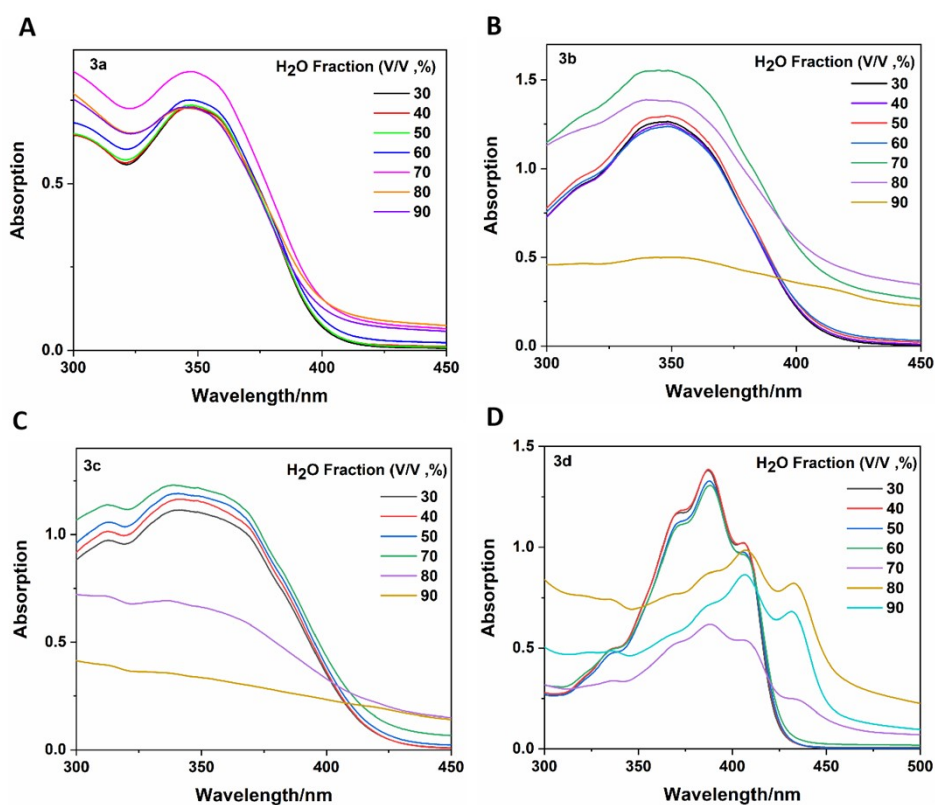 A
3a
H2O Fraction (V/V ,%)
30
40
50
60
70
80
90
0.5
0.0
300
350
400
450
Absorption
Wavelength/nm
B
3b
H2O Fraction (V/V ,%)
30
40
50
60
70
80
90
1.5
1.0
0.5
0.0
300
350
400
450
Absorption
Wavelength/nm
C
3c
H2O Fraction (V/V ,%)
30
40
50
70
80
90
1.0
0.5
0.0
300
350
400
450
Absorption
Wavelength/nm
D
3d
H2O Fraction (V/V ,%)
30
40
50
60
70
80
90
1.5
1.0
0.5
0.0
300
350
400
450
500
Absorption
Wavelength/nm